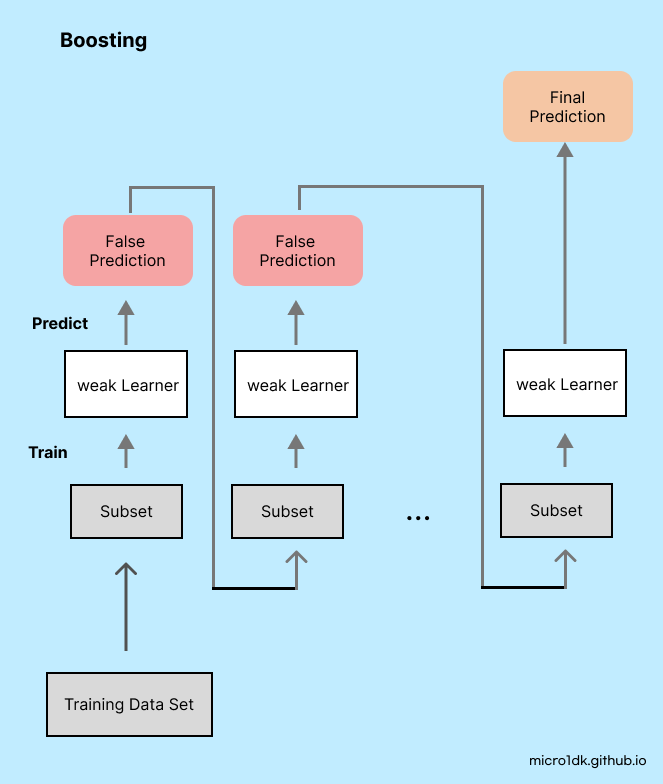 Boosting
Final
Prediction
False
Prediction
False
Prediction
Predict
weak Learner
weak Learner
weak Learner
Train
Subset
Subset
...
Subset
Training Data Set
micro1dk.github.io